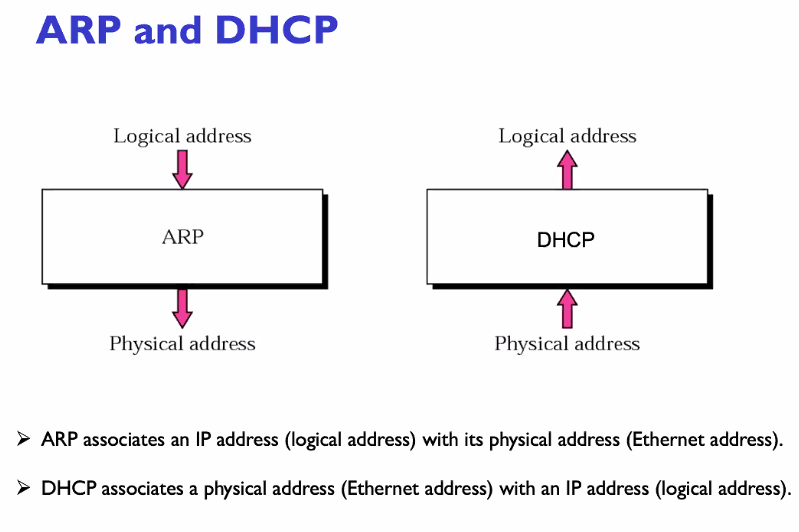 ARP and DHCP
Logical address
ARP
Physical address
Logical address
DHCP
Physical address
➢ ARP associates an IP address (logical address) with its physical address (Ethernet address).
➢ DHCP associates a physical address (Ethernet address) with an IP address (logical address).